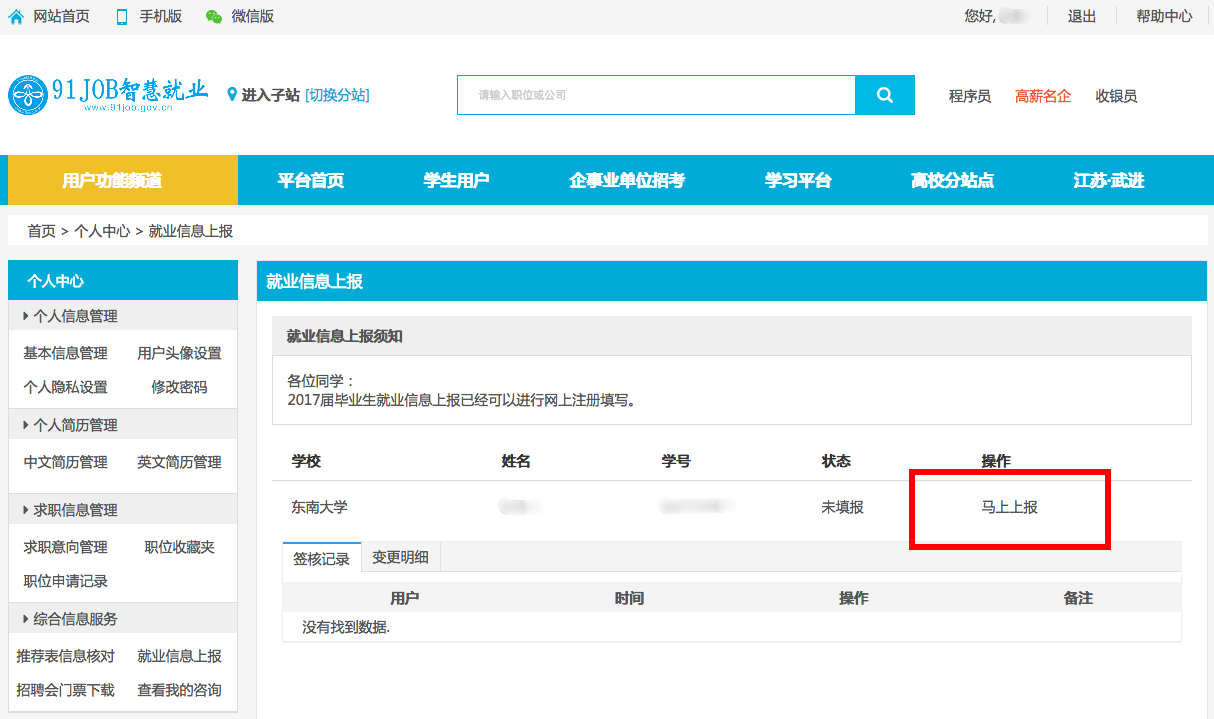 网站首页 手机版 微信版 您好, 退出 帮助中心
91JOB智慧就业
www.91job.gov.cn
进入子站 [切换分站]
请输入职位或公司
程序员 高薪名企 收银员
用户功能频道 平台首页 学生用户 企事业单位招考 学习平台 高校分站点 江苏·武进
首页 > 个人中心 > 就业信息上报
个人中心
个人信息管理
基本信息管理 用户头像设置
个人隐私设置 修改密码
个人简历管理
中文简历管理 英文简历管理
求职信息管理
求职意向管理 职位收藏夹
职位申请记录
综合信息服务
推荐表信息核对 就业信息上报
招聘会门票下载 查看我的咨询
就业信息上报
就业信息上报须知
各位同学：
2017届毕业生就业信息上报已经可以进行网上注册填写。
学校 姓名 学号 状态 操作
东南大学 未填报 马上上报
签核记录 变更明细
用户 时间 操作 备注
没有找到数据.